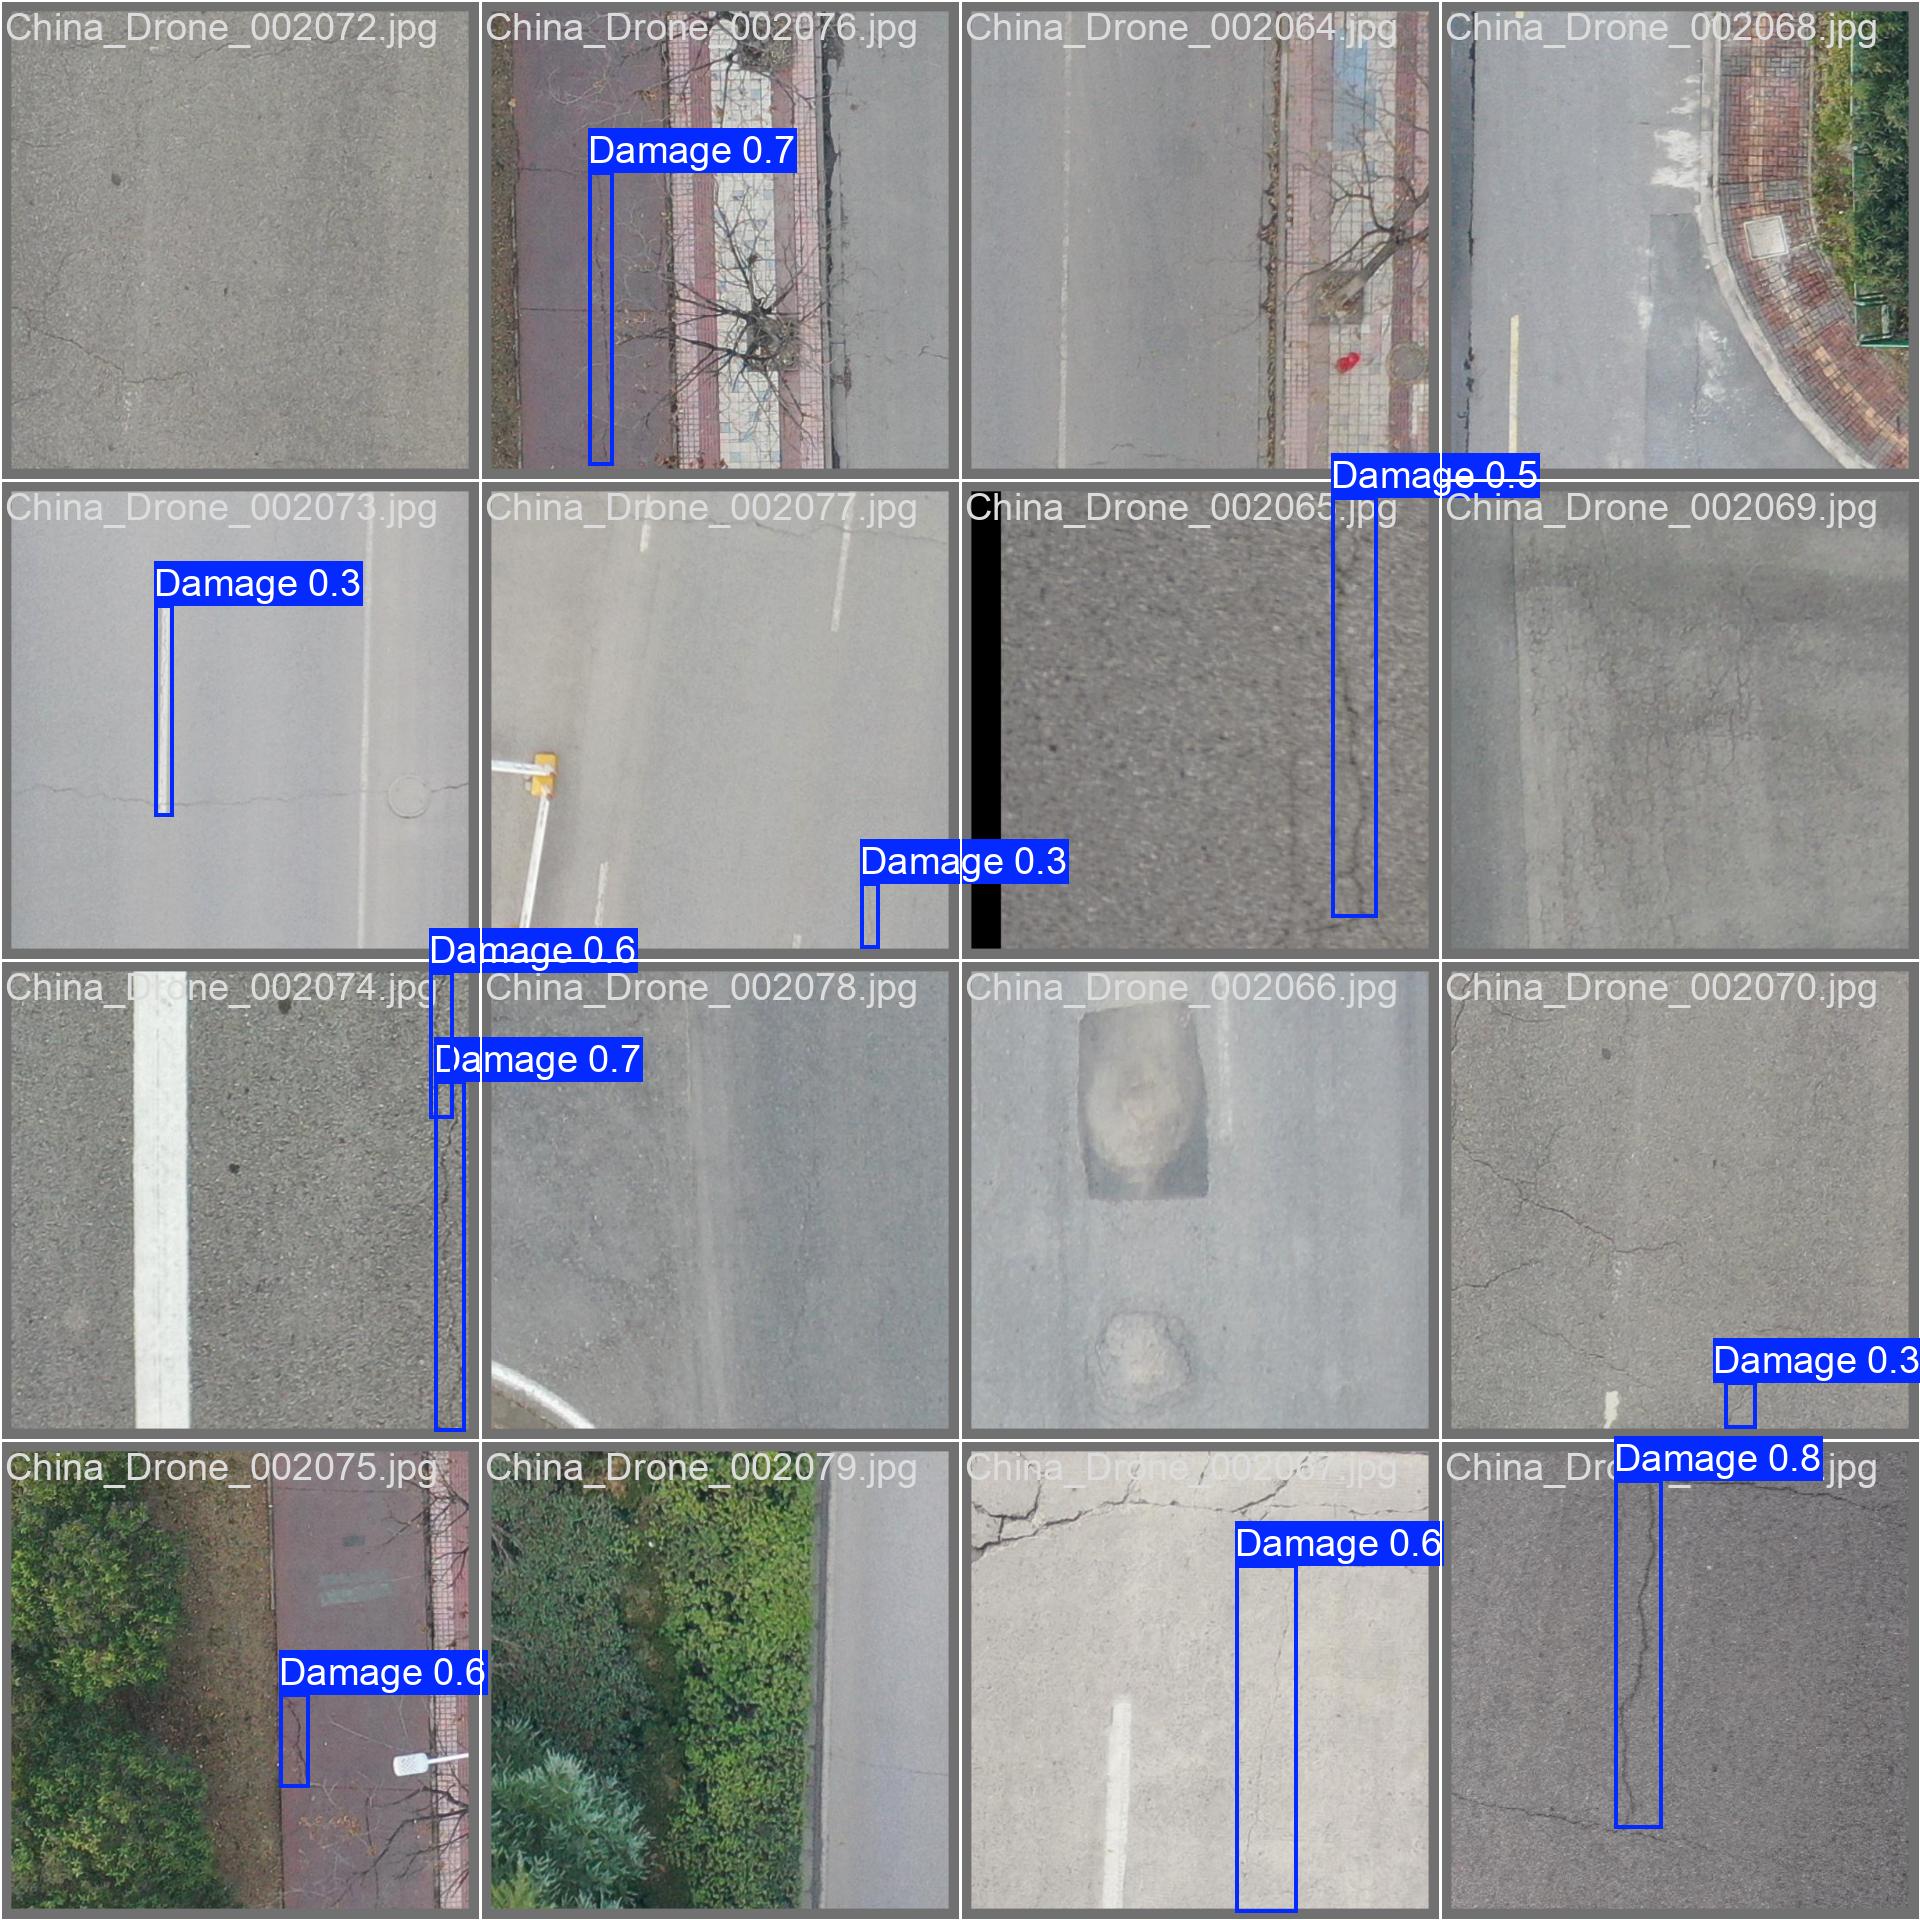 China_Drone_002072.jpg
China_Drone_002076.jpg
China_Drone_002064.jpg
China_Drone_002068.jpg
Damage 0.7
Damage 0.5
China_Drone_002073.jpg
China_Drone_002077.jpg
China_Drone_002065.jpg
China_Drone_002069.jpg
Damage 0.3
Damage 0.3
Damage 0.6
China_Drone_002074.jpg
China_Drone_002078.jpg
China_Drone_002066.jpg
China_Drone_002070.jpg
Damage 0.7
Damage 0.3
China_Drone_002075.jpg
China_Drone_002079.jpg
China_Drone_002067.jpg
Damage 0.8
Damage 0.6
Damage 0.6